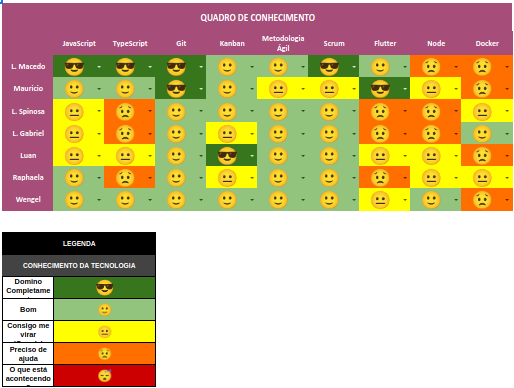 QUADRO DE CONHECIMENTO
JavaScript TypeScript Git Kanban Metodologia Ágil Scrum Flutter Node Docker
L. Macedo
Mauricio
L. Spinosa
L. Gabriel
Luan
Raphaela
Wengel
LEGENDA
CONHECIMENTO DA TECNOLOGIA
Domino
Completame
Bom
Consigo me
virar
Preciso de
ajuda
O que está
acontecendo